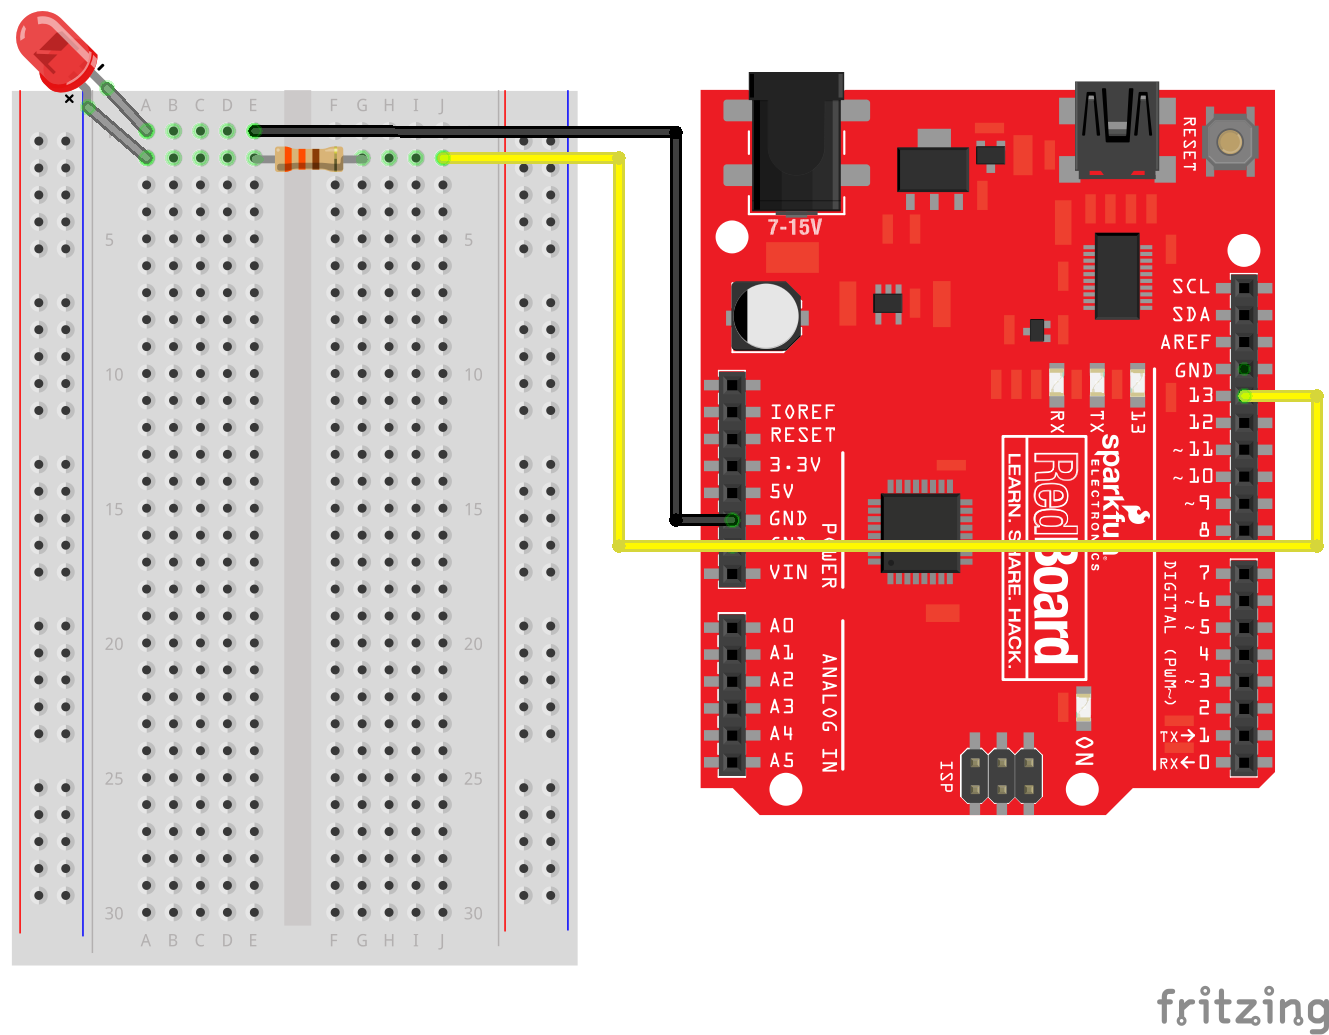 A B C D E F G H I J
5 5
10 10
15 15
20 20
25 25
30 30
A B C D E F G H I J
7-15V
RESET
SCL
SDA
AREF
GND
13
12
~11
~10
~9
8
7
~6
~5
4
~3
2
TX→1
RX←0
DIGITAL (PWM~)
RX
TX
13
IOREF
RESET
3.3V
5V
GND
GND
VIN
POWER
A0
A1
A2
A3
A4
A5
ANALOG IN
sparkfun
ELECTRONICS
RedBoard
LEARN. SHARE. HACK.
ISP
ON
fritzing